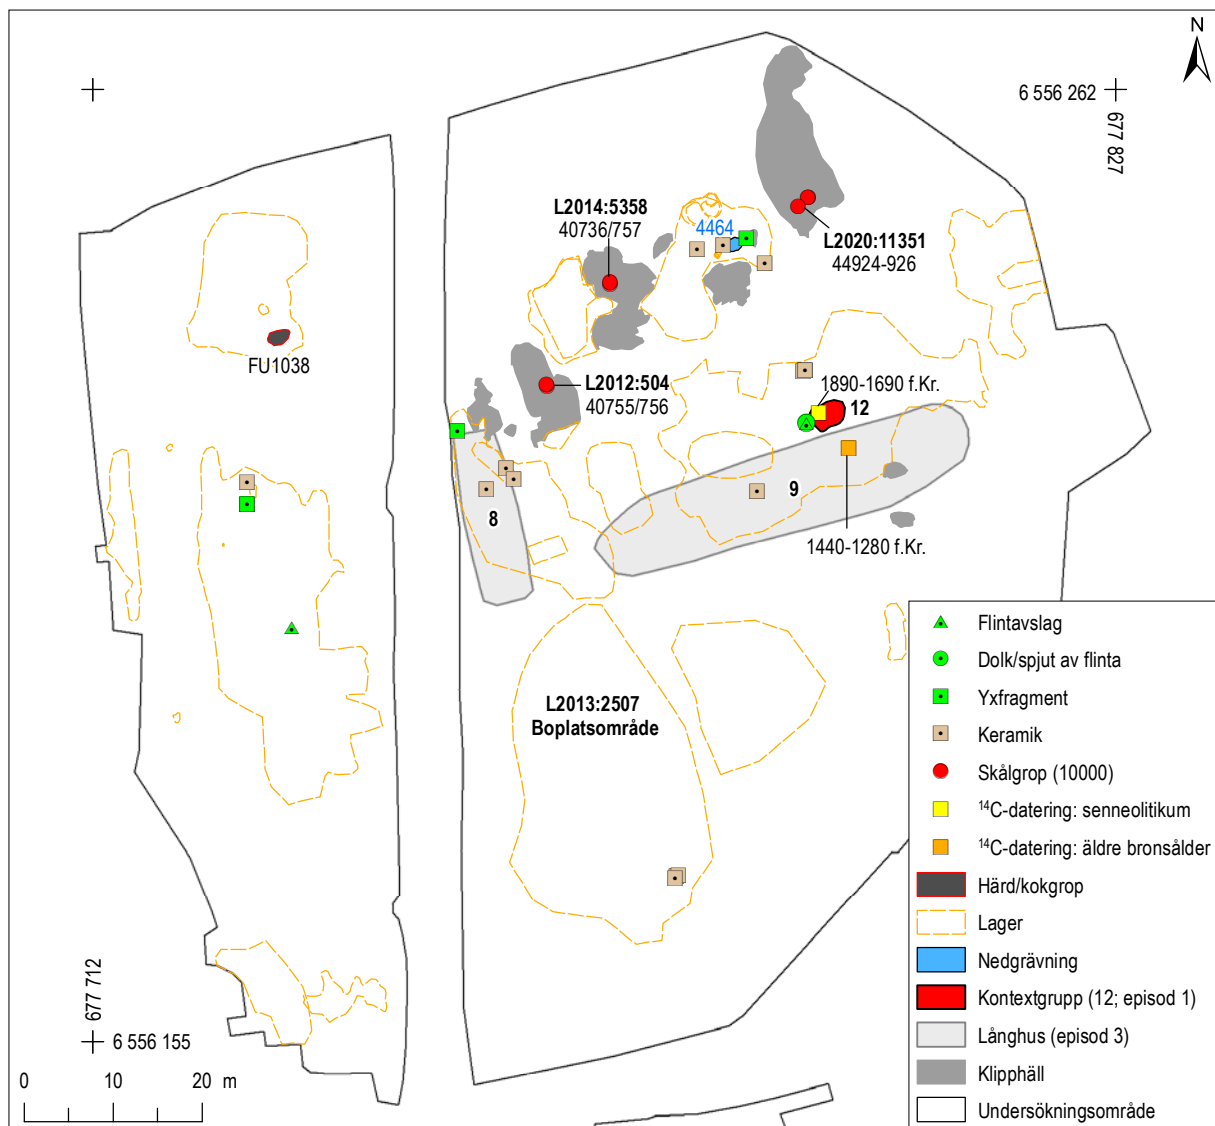 N
6 556 262
677 827
L2014:5358
40736/757
4464
L2020:11351
44924-926
FU1038
L2012:504
40755/756
1890-1690 f.Kr.
12
9
8
1440-1280 f.Kr.
L2013:2507
Boplatsområde
677 712
6 556 155
0 10 20 m
Flintavslag
Dolk/spjut av flinta
Yxfragment
Keramik
Skålgrop (10000)
¹⁴C-datering: senneolitikum
¹⁴C-datering: äldre bronsålder
Härd/kokgrop
Lager
Nedgrävning
Kontextgrupp (12; episod 1)
Långhus (episod 3)
Klipphäll
Undersökningsområde